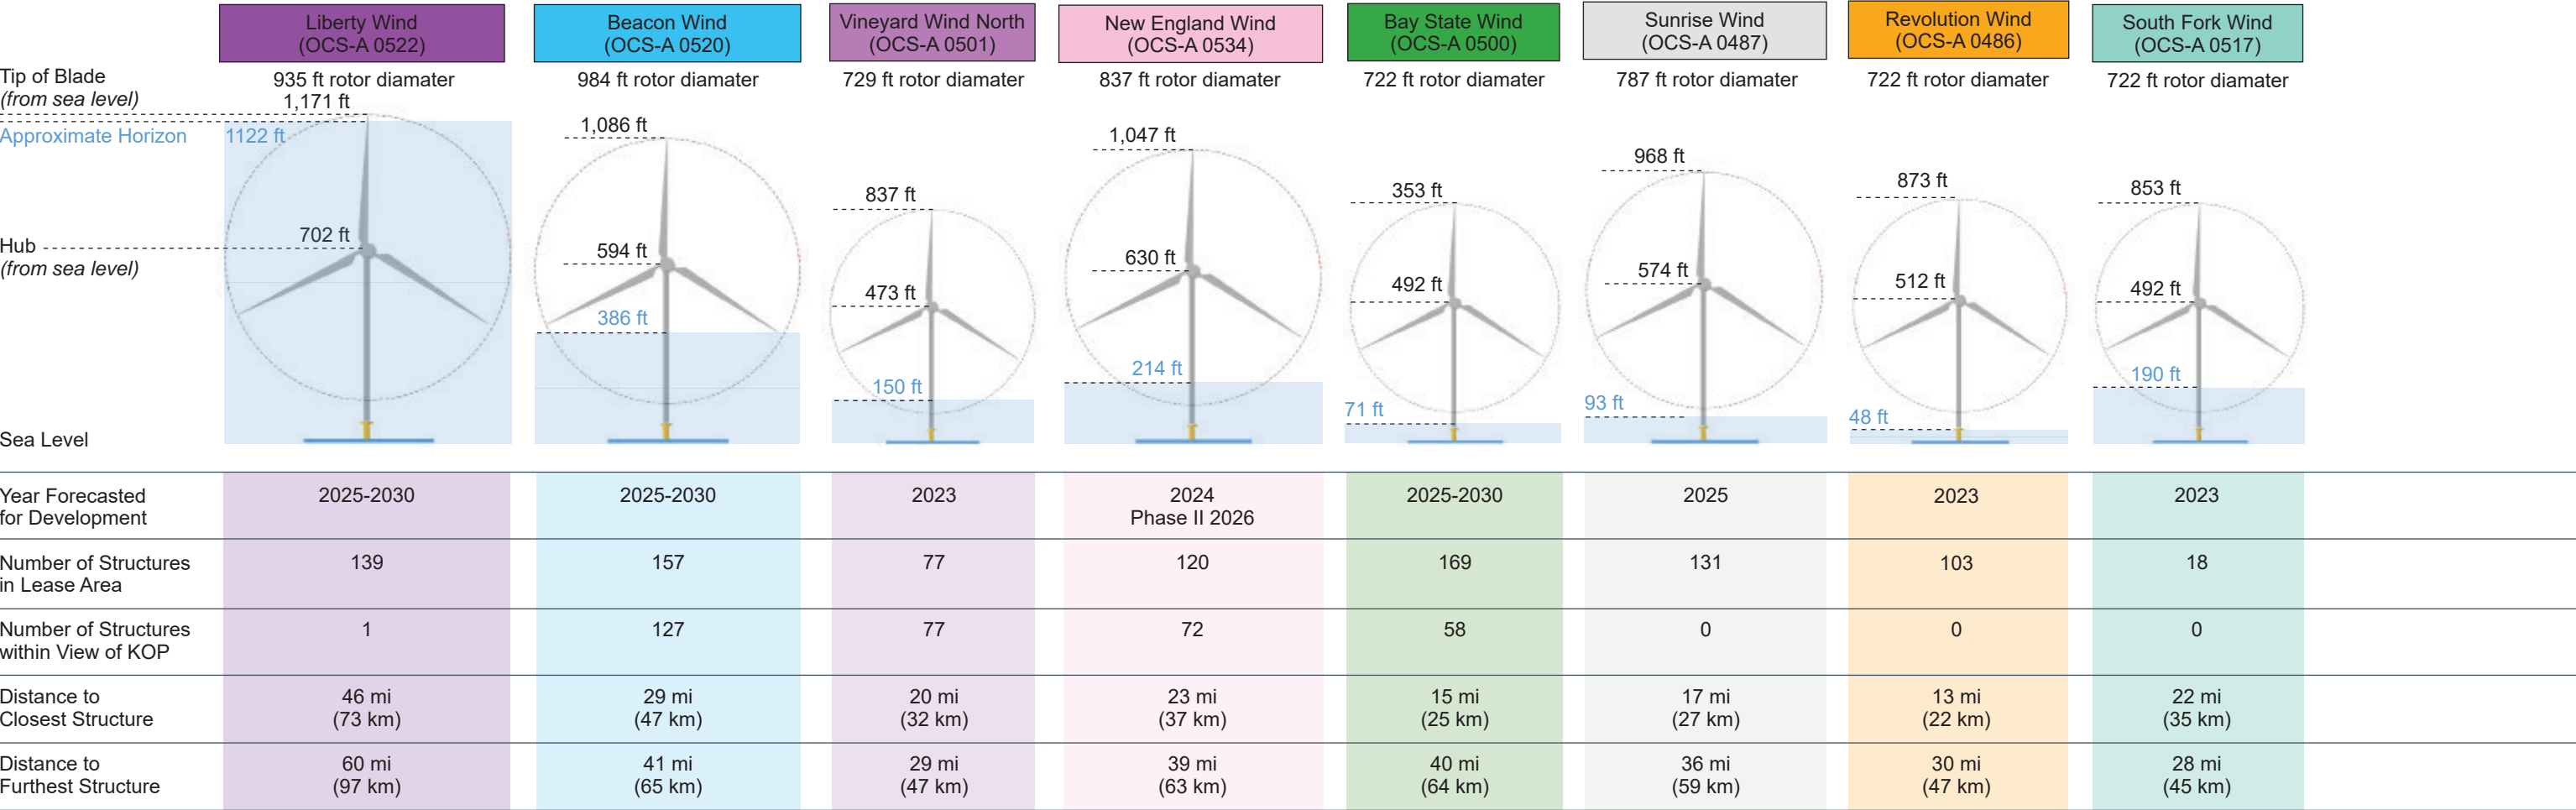 Liberty Wind
(OCS-A 0522)
Beacon Wind
(OCS-A 0520)
Vineyard Wind North
(OCS-A 0501)
New England Wind
(OCS-A 0534)
Bay State Wind
(OCS-A 0500)
Sunrise Wind
(OCS-A 0487)
Revolution Wind
(OCS-A 0486)
South Fork Wind
(OCS-A 0517)
Tip of Blade
(from sea level)
935 ft rotor diamater
984 ft rotor diamater
729 ft rotor diamater
837 ft rotor diamater
722 ft rotor diamater
787 ft rotor diamater
722 ft rotor diamater
722 ft rotor diamater
1,171 ft
1,086 ft
837 ft
1,047 ft
353 ft
968 ft
873 ft
853 ft
Approximate Horizon
1122 ft
Hub
(from sea level)
702 ft
594 ft
473 ft
630 ft
492 ft
574 ft
512 ft
492 ft
386 ft
150 ft
214 ft
71 ft
93 ft
48 ft
190 ft
Sea Level
Year Forecasted
for Development
2025-2030
2025-2030
2023
2024
Phase II 2026
2025-2030
2025
2023
2023
Number of Structures
in Lease Area
139
157
77
120
169
131
103
18
Number of Structures
within View of KOP
1
127
77
72
58
0
0
0
Distance to
Closest Structure
46 mi
(73 km)
29 mi
(47 km)
20 mi
(32 km)
23 mi
(37 km)
15 mi
(25 km)
17 mi
(27 km)
13 mi
(22 km)
22 mi
(35 km)
Distance to
Furthest Structure
60 mi
(97 km)
41 mi
(65 km)
29 mi
(47 km)
39 mi
(63 km)
40 mi
(64 km)
36 mi
(59 km)
30 mi
(47 km)
28 mi
(45 km)